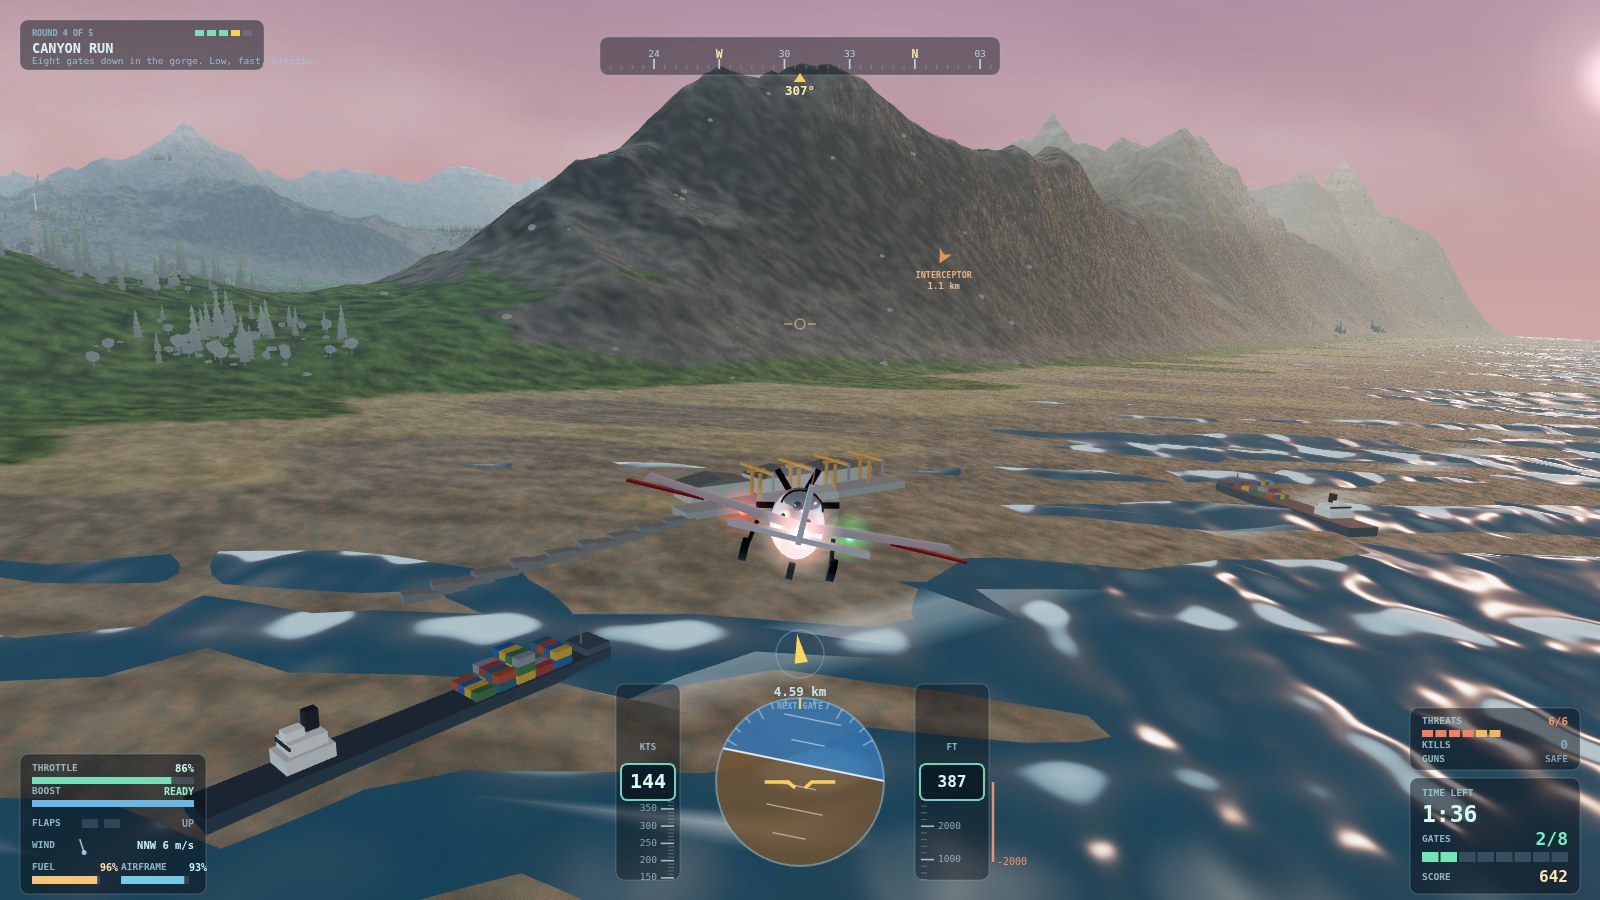 ROUND 4 OF 5
CANYON RUN
Eight gates down in the gorge. Low, fast, precise.
24 W 30 33 N 03
307°
INTERCEPTOR
1.1 km
4.59 km
NEXT GATE
KTS
144
350
300
250
200
150
FT
387
2000
1000
-2000
THROTTLE 86%
BOOST READY
FLAPS UP
WIND NNW 6 m/s
FUEL 96% AIRFRAME 93%
THREATS 6/6
KILLS 0
GUNS SAFE
TIME LEFT
1:36
GATES 2/8
SCORE 642